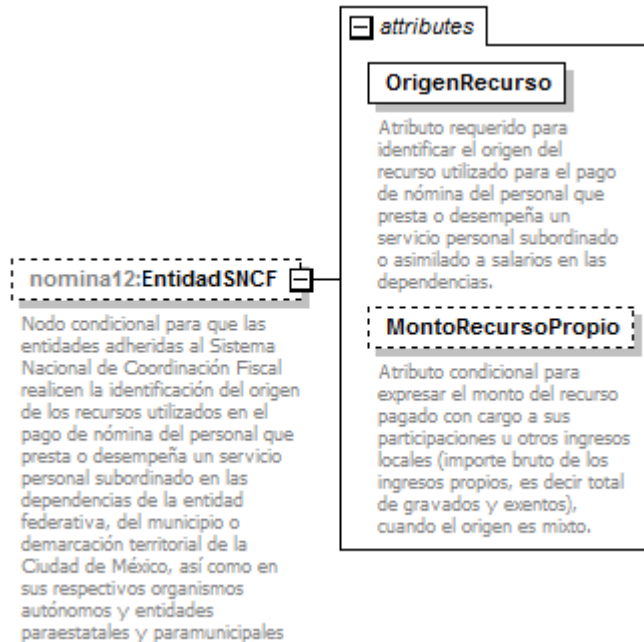 attributes
OrigenRecurso
Atributo requerido para
identificar el origen del
recurso utilizado para el pago
de nómina del personal que
presta o desempeña un
servicio personal subordinado
o asimilado a salarios en las
dependencias.
MontoRecursoPropio
Atributo condicional para
expresar el monto del recurso
pagado con cargo a sus
participaciones u otros ingresos
locales (importe bruto de los
ingresos propios, es decir total
de gravados y exentos),
cuando el origen es mixto.
nomina12:EntidadSNCF
Nodo condicional para que las
entidades adheridas al Sistema
Nacional de Coordinación Fiscal
realicen la identificación del origen
de los recursos utilizados en el
pago de nómina del personal que
presta o desempeña un servicio
personal subordinado en las
dependencias de la entidad
federativa, del municipio o
demarcación territorial de la
Ciudad de México, así como en
sus respectivos organismos
autónomos y entidades
paraestatales y paramunicipales